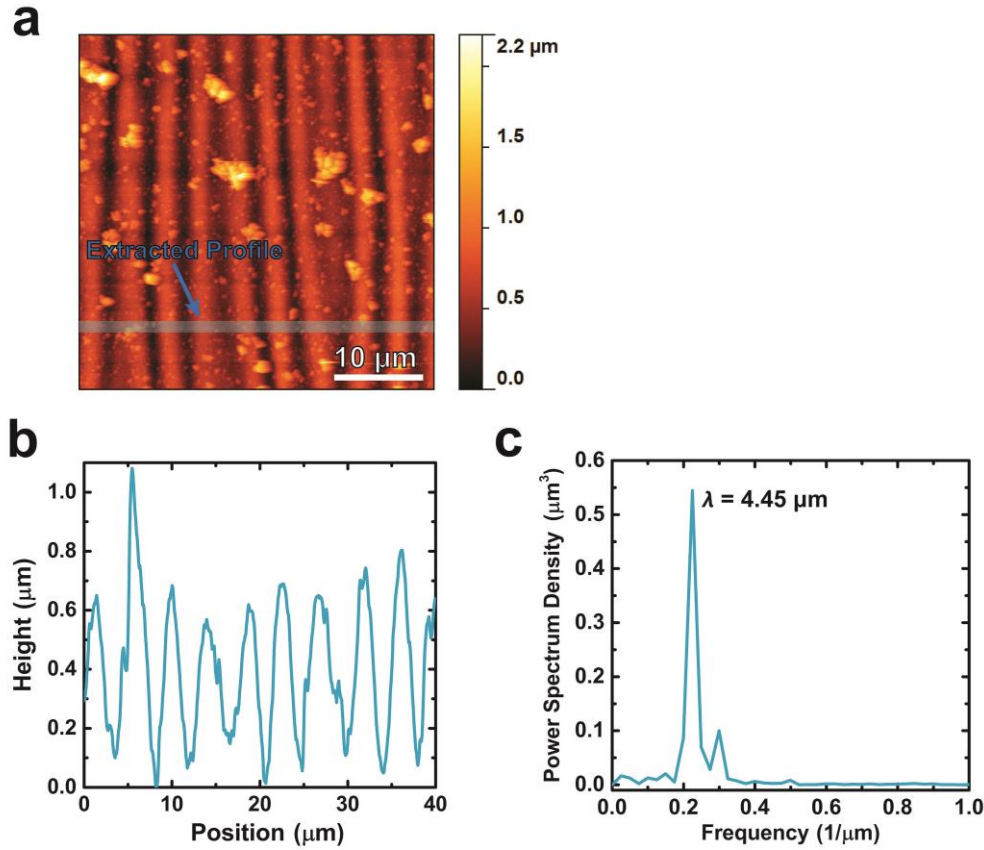 a
2.2 µm
1.5
1.0
0.5
0.0
Extracted Profile
10 µm
b
Height (µm)
1.0
0.8
0.6
0.4
0.2
0.0
0 10 20 30 40
Position (µm)
c
Power Spectrum Density (µm³)
0.6
0.5
0.4
0.3
0.2
0.1
0.0
λ = 4.45 µm
0.0 0.2 0.4 0.6 0.8 1.0
Frequency (1/µm)